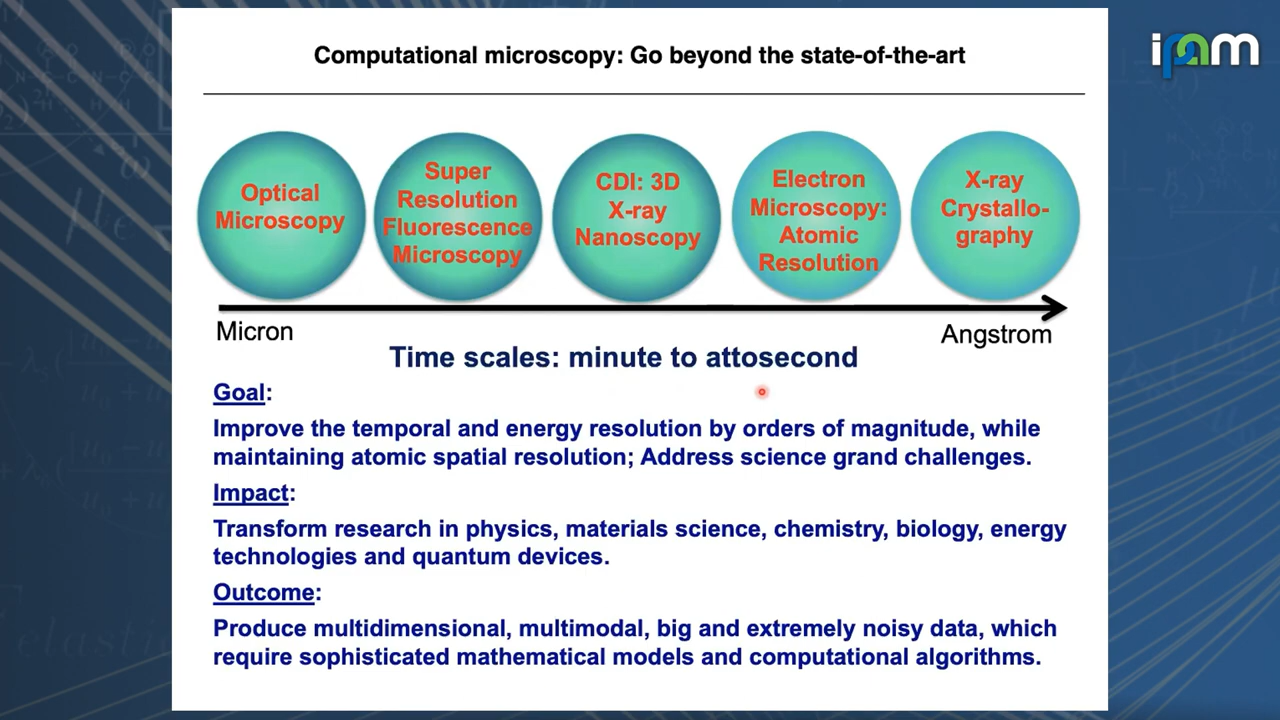 ipam
Computational microscopy: Go beyond the state-of-the-art
Optical
Microscopy
Super
Resolution
Fluorescence
Microscopy
CDI: 3D
X-ray
Nanoscopy
Electron
Microscopy:
Atomic
Resolution
X-ray
Crystallo-
graphy
Micron
Angstrom
Time scales: minute to attosecond
Goal:
Improve the temporal and energy resolution by orders of magnitude, while
maintaining atomic spatial resolution; Address science grand challenges.
Impact:
Transform research in physics, materials science, chemistry, biology, energy
technologies and quantum devices.
Outcome:
Produce multidimensional, multimodal, big and extremely noisy data, which
require sophisticated mathematical models and computational algorithms.